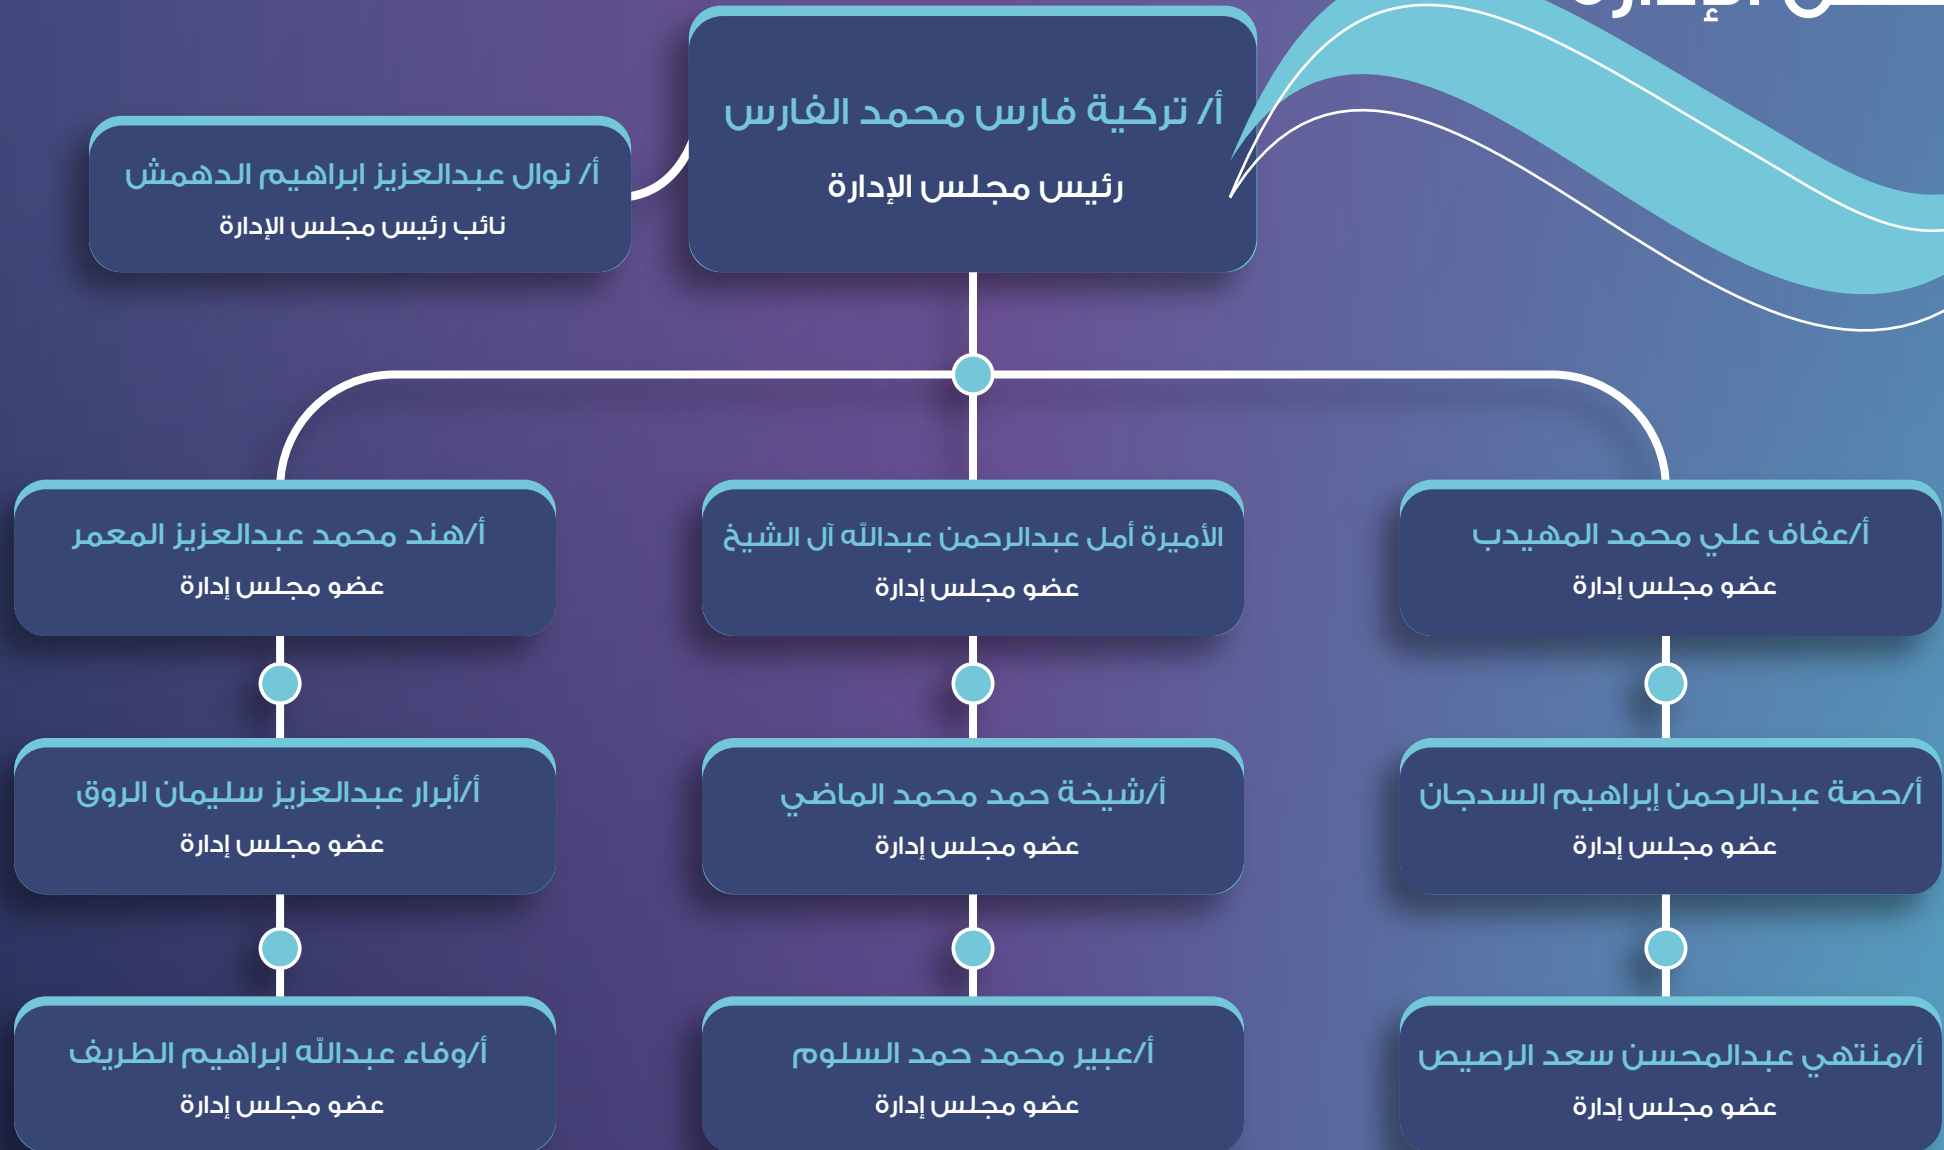 الإدارة
أ/ تركية فارس محمد الفارس
رئيس مجلس الإدارة
أ/ نوال عبدالعزيز ابراهيم الدهمش
نائب رئيس مجلس الإدارة
أ/عفاف علي محمد المهيدب
عضو مجلس إدارة
الأميرة أمل عبدالرحمن عبدالله آل الشيخ
عضو مجلس إدارة
أ/هند محمد عبدالعزيز المعمر
عضو مجلس إدارة
أ/حصة عبدالرحمن إبراهيم السدجان
عضو مجلس إدارة
أ/شيخة حمد محمد الماضي
عضو مجلس إدارة
أ/أبرار عبدالعزيز سليمان الروق
عضو مجلس إدارة
أ/منتهي عبدالمحسن سعد الرصيص
عضو مجلس إدارة
أ/عبير محمد حمد السلوم
عضو مجلس إدارة
أ/وفاء عبدالله ابراهيم الطريف
عضو مجلس إدارة